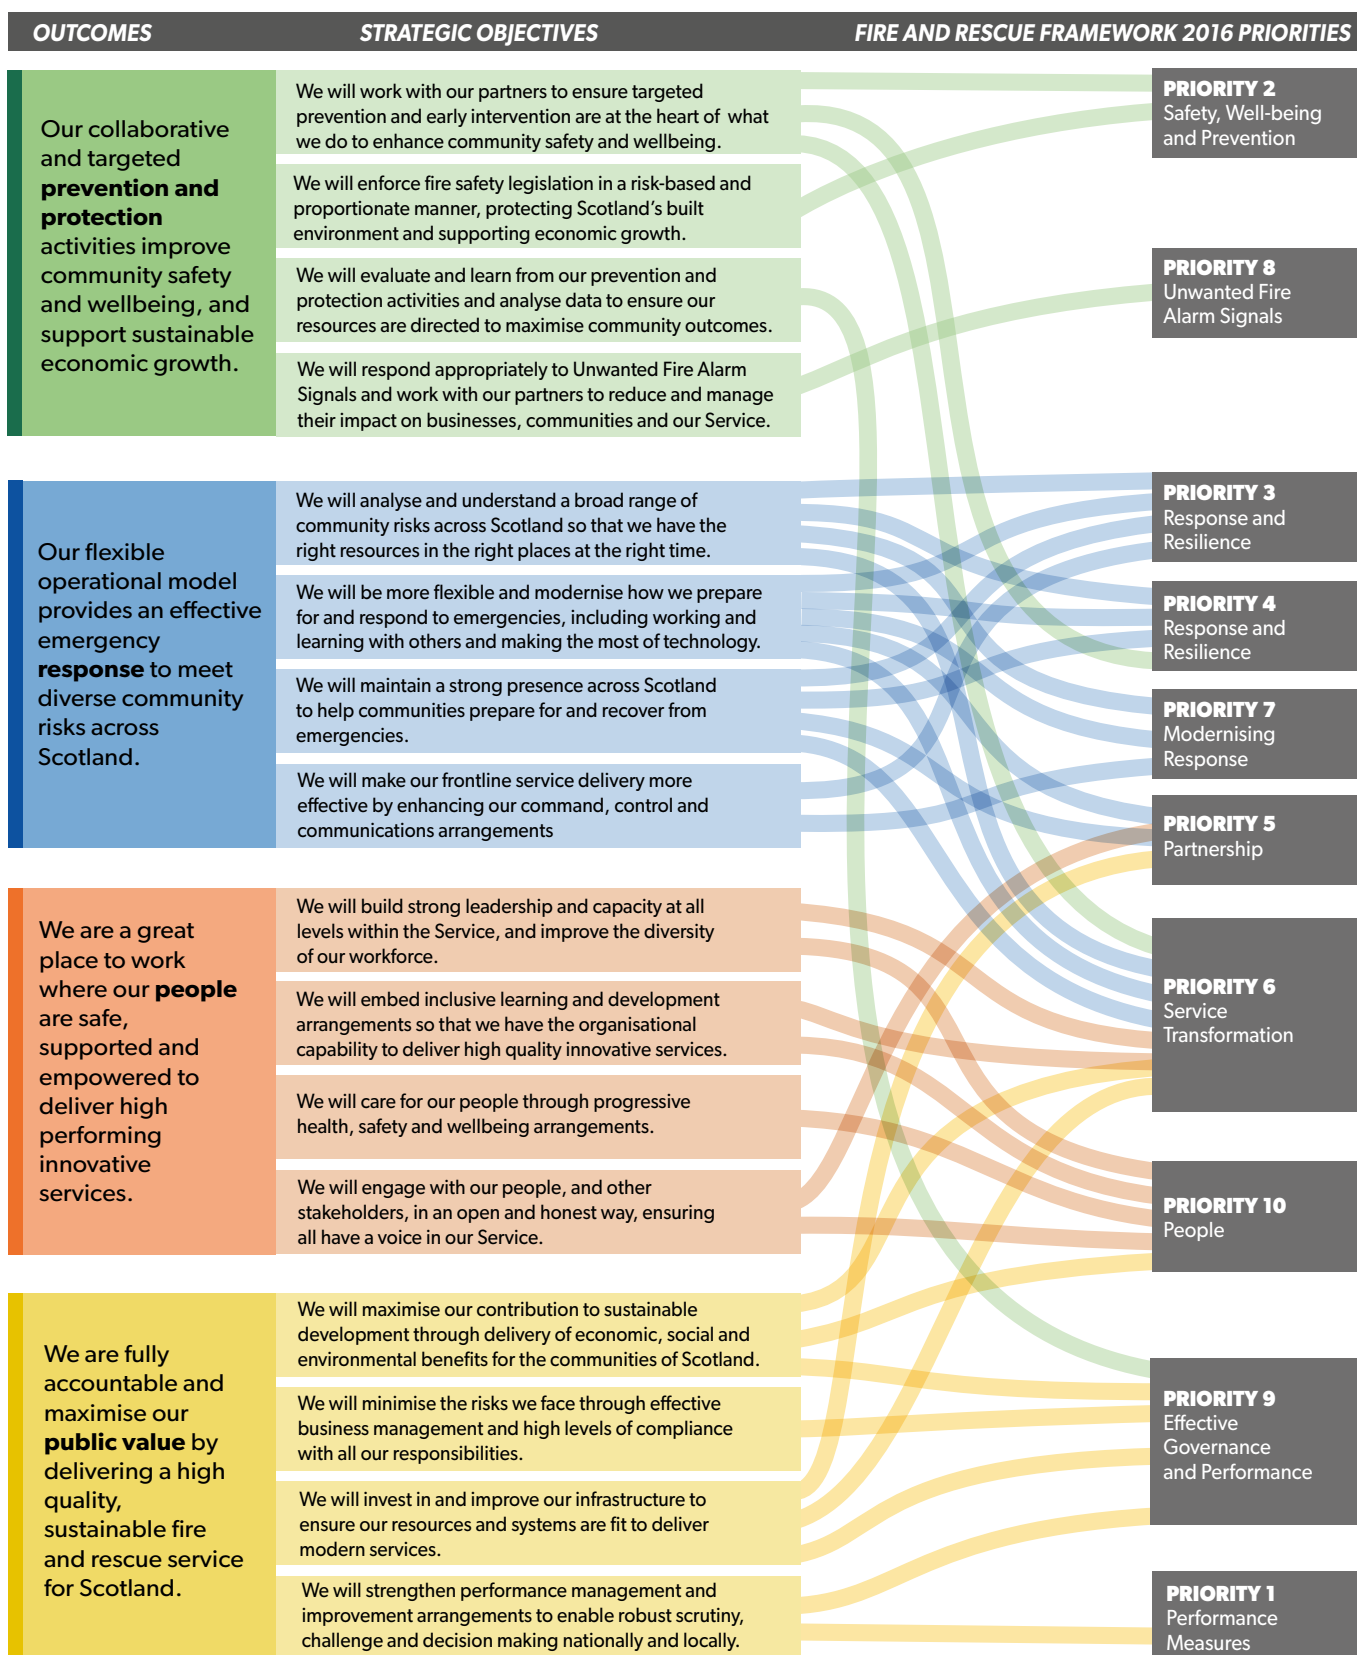 OUTCOMES
STRATEGIC OBJECTIVES
FIRE AND RESCUE FRAMEWORK 2016 PRIORITIES
Our collaborative
and targeted
prevention and
protection
activities improve
community safety
and wellbeing, and
support sustainable
economic growth.
We will work with our partners to ensure targeted
prevention and early intervention are at the heart of what
we do to enhance community safety and wellbeing.
We will enforce fire safety legislation in a risk-based and
proportionate manner, protecting Scotland's built
environment and supporting economic growth.
We will evaluate and learn from our prevention and
protection activities and analyse data to ensure our
resources are directed to maximise community outcomes.
We will respond appropriately to Unwanted Fire Alarm
Signals and work with our partners to reduce and manage
their impact on businesses, communities and our Service.
Our flexible
operational model
provides an effective
emergency
response to meet
diverse community
risks across
Scotland.
We will analyse and understand a broad range of
community risks across Scotland so that we have the
right resources in the right places at the right time.
We will be more flexible and modernise how we prepare
for and respond to emergencies, including working and
learning with others and making the most of technology.
We will maintain a strong presence across Scotland
to help communities prepare for and recover from
emergencies.
We will make our frontline service delivery more
effective by enhancing our command, control and
communications arrangements
We are a great
place to work
where our people
are safe,
supported and
empowered to
deliver high
performing
innovative
services.
We will build strong leadership and capacity at all
levels within the Service, and improve the diversity
of our workforce.
We will embed inclusive learning and development
arrangements so that we have the organisational
capability to deliver high quality innovative services.
We will care for our people through progressive
health, safety and wellbeing arrangements.
We will engage with our people, and other
stakeholders, in an open and honest way, ensuring
all have a voice in our Service.
We are fully
accountable and
maximise our
public value by
delivering a high
quality,
sustainable fire
and rescue service
for Scotland.
We will maximise our contribution to sustainable
development through delivery of economic, social and
environmental benefits for the communities of Scotland.
We will minimise the risks we face through effective
business management and high levels of compliance
with all our responsibilities.
We will invest in and improve our infrastructure to
ensure our resources and systems are fit to deliver
modern services.
We will strengthen performance management and
improvement arrangements to enable robust scrutiny,
challenge and decision making nationally and locally.
PRIORITY 2
Safety, Well-being
and Prevention
PRIORITY 8
Unwanted Fire
Alarm Signals
PRIORITY 3
Response and
Resilience
PRIORITY 4
Response and
Resilience
PRIORITY 7
Modernising
Response
PRIORITY 5
Partnership
PRIORITY 6
Service
Transformation
PRIORITY 10
People
PRIORITY 9
Effective
Governance
and Performance
PRIORITY 1
Performance
Measures